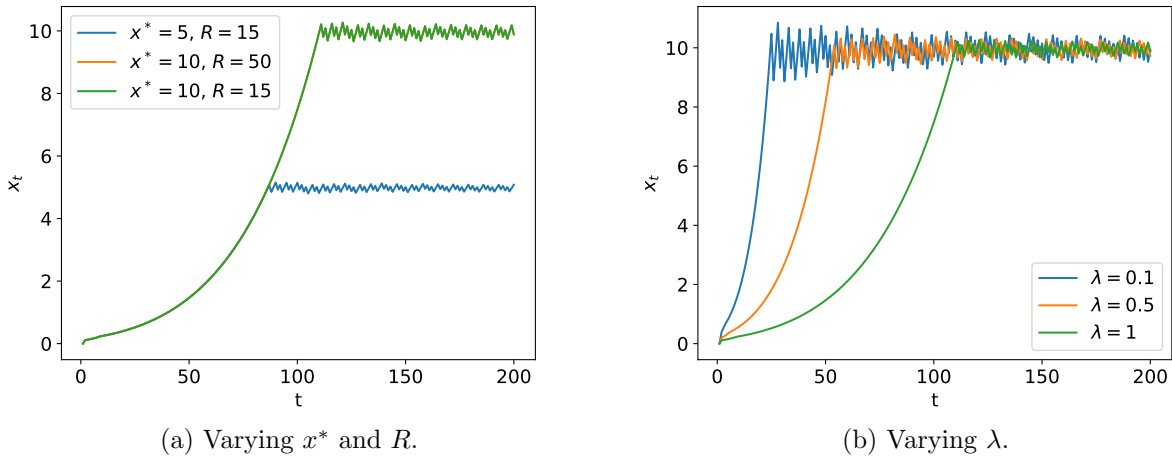 10
8
6
4
2
0
x_t
x* = 5, R = 15
x* = 10, R = 50
x* = 10, R = 15
0 50 100 150 200
t
(a) Varying x* and R.
10
8
6
4
2
0
x_t
λ = 0.1
λ = 0.5
λ = 1
0 50 100 150 200
t
(b) Varying λ.